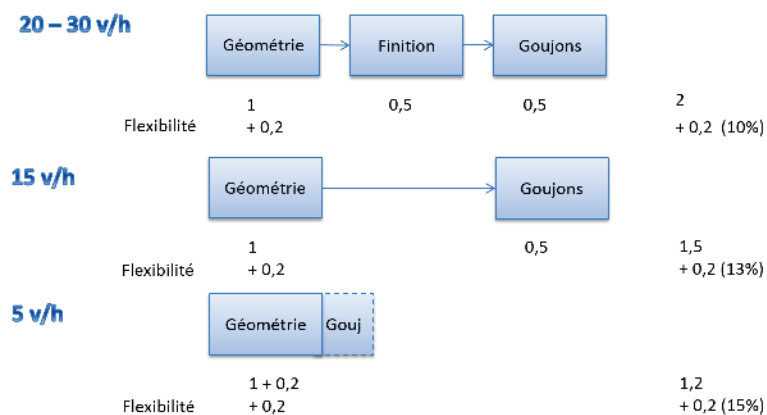 20 – 30 v/h
Géométrie Finition Goujons
1 0,5 0,5 2
Flexibilité + 0,2 + 0,2 (10%)
15 v/h
Géométrie Goujons
1 0,5 1,5
Flexibilité + 0,2 + 0,2 (13%)
5 v/h
Géométrie Gouj
1 + 0,2 1,2
Flexibilité + 0,2 + 0,2 (15%)